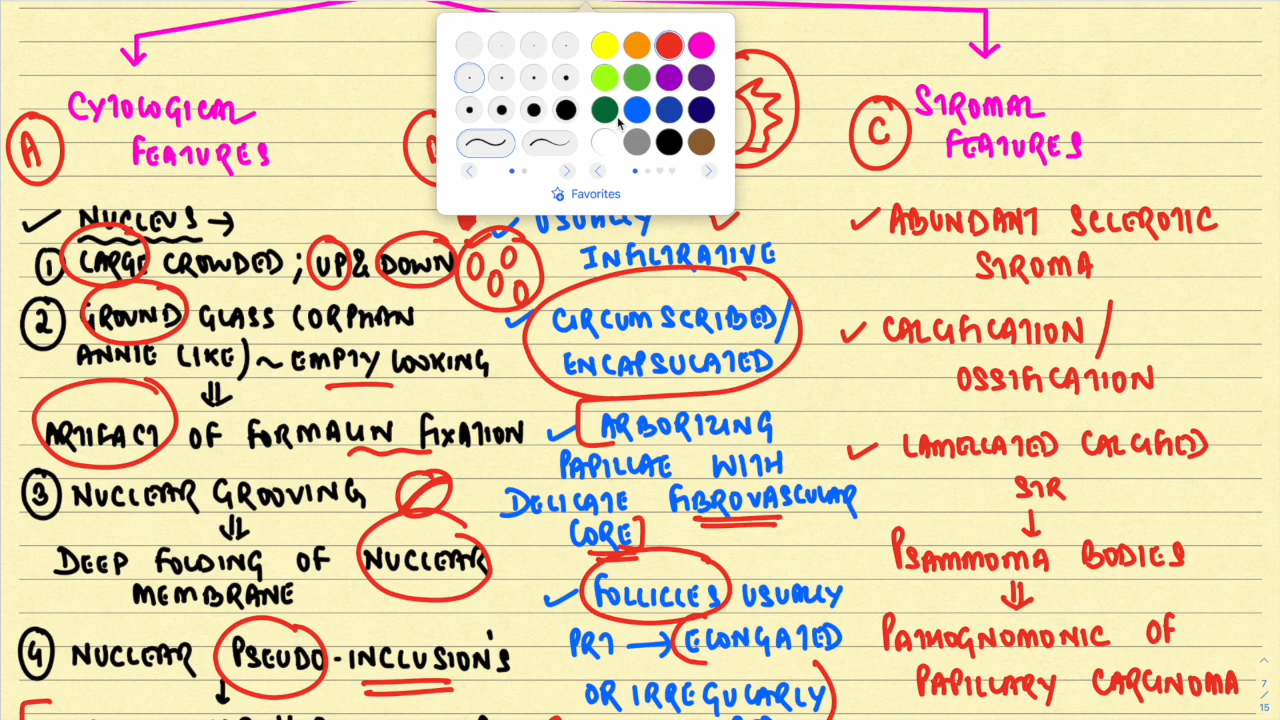 A
CYTOLOGICAL
FEATURES
✓ NUCLEUS →
① LARGE CROWDED ; UP & DOWN
② GROUND GLASS (ORPHAN
ANNIE LIKE) ~ EMPTY LOOKING
⇓
ARTIFACT OF FORMALIN FIXATION
③ NUCLEAR GROOVING
⇓
DEEP FOLDING OF NUCLEAR
MEMBRANE
④ NUCLEAR PSEUDO-INCLUSIONS
↓
Favorites
✓ USUALLY
INFILTRATIVE
✓ CIRCUMSCRIBED/
ENCAPSULATED
✓ [ARBORIZING
PAPILLAE WITH
DELICATE FIBROVASCULAR
CORE]
✓ FOLLICLES USUALLY
PRT → ELONGATED
OR IRREGULARLY
C
STROMAL
FEATURES
✓ ABUNDANT SCLEROTIC
STROMA
✓ CALCIFICATION /
OSSIFICATION
✓ LAMELLATED CALCIFIED
STR
↓
PSAMMOMA BODIES
⇓
PATHOGNOMONIC OF
PAPILLARY CARCINOMA
7
/
15